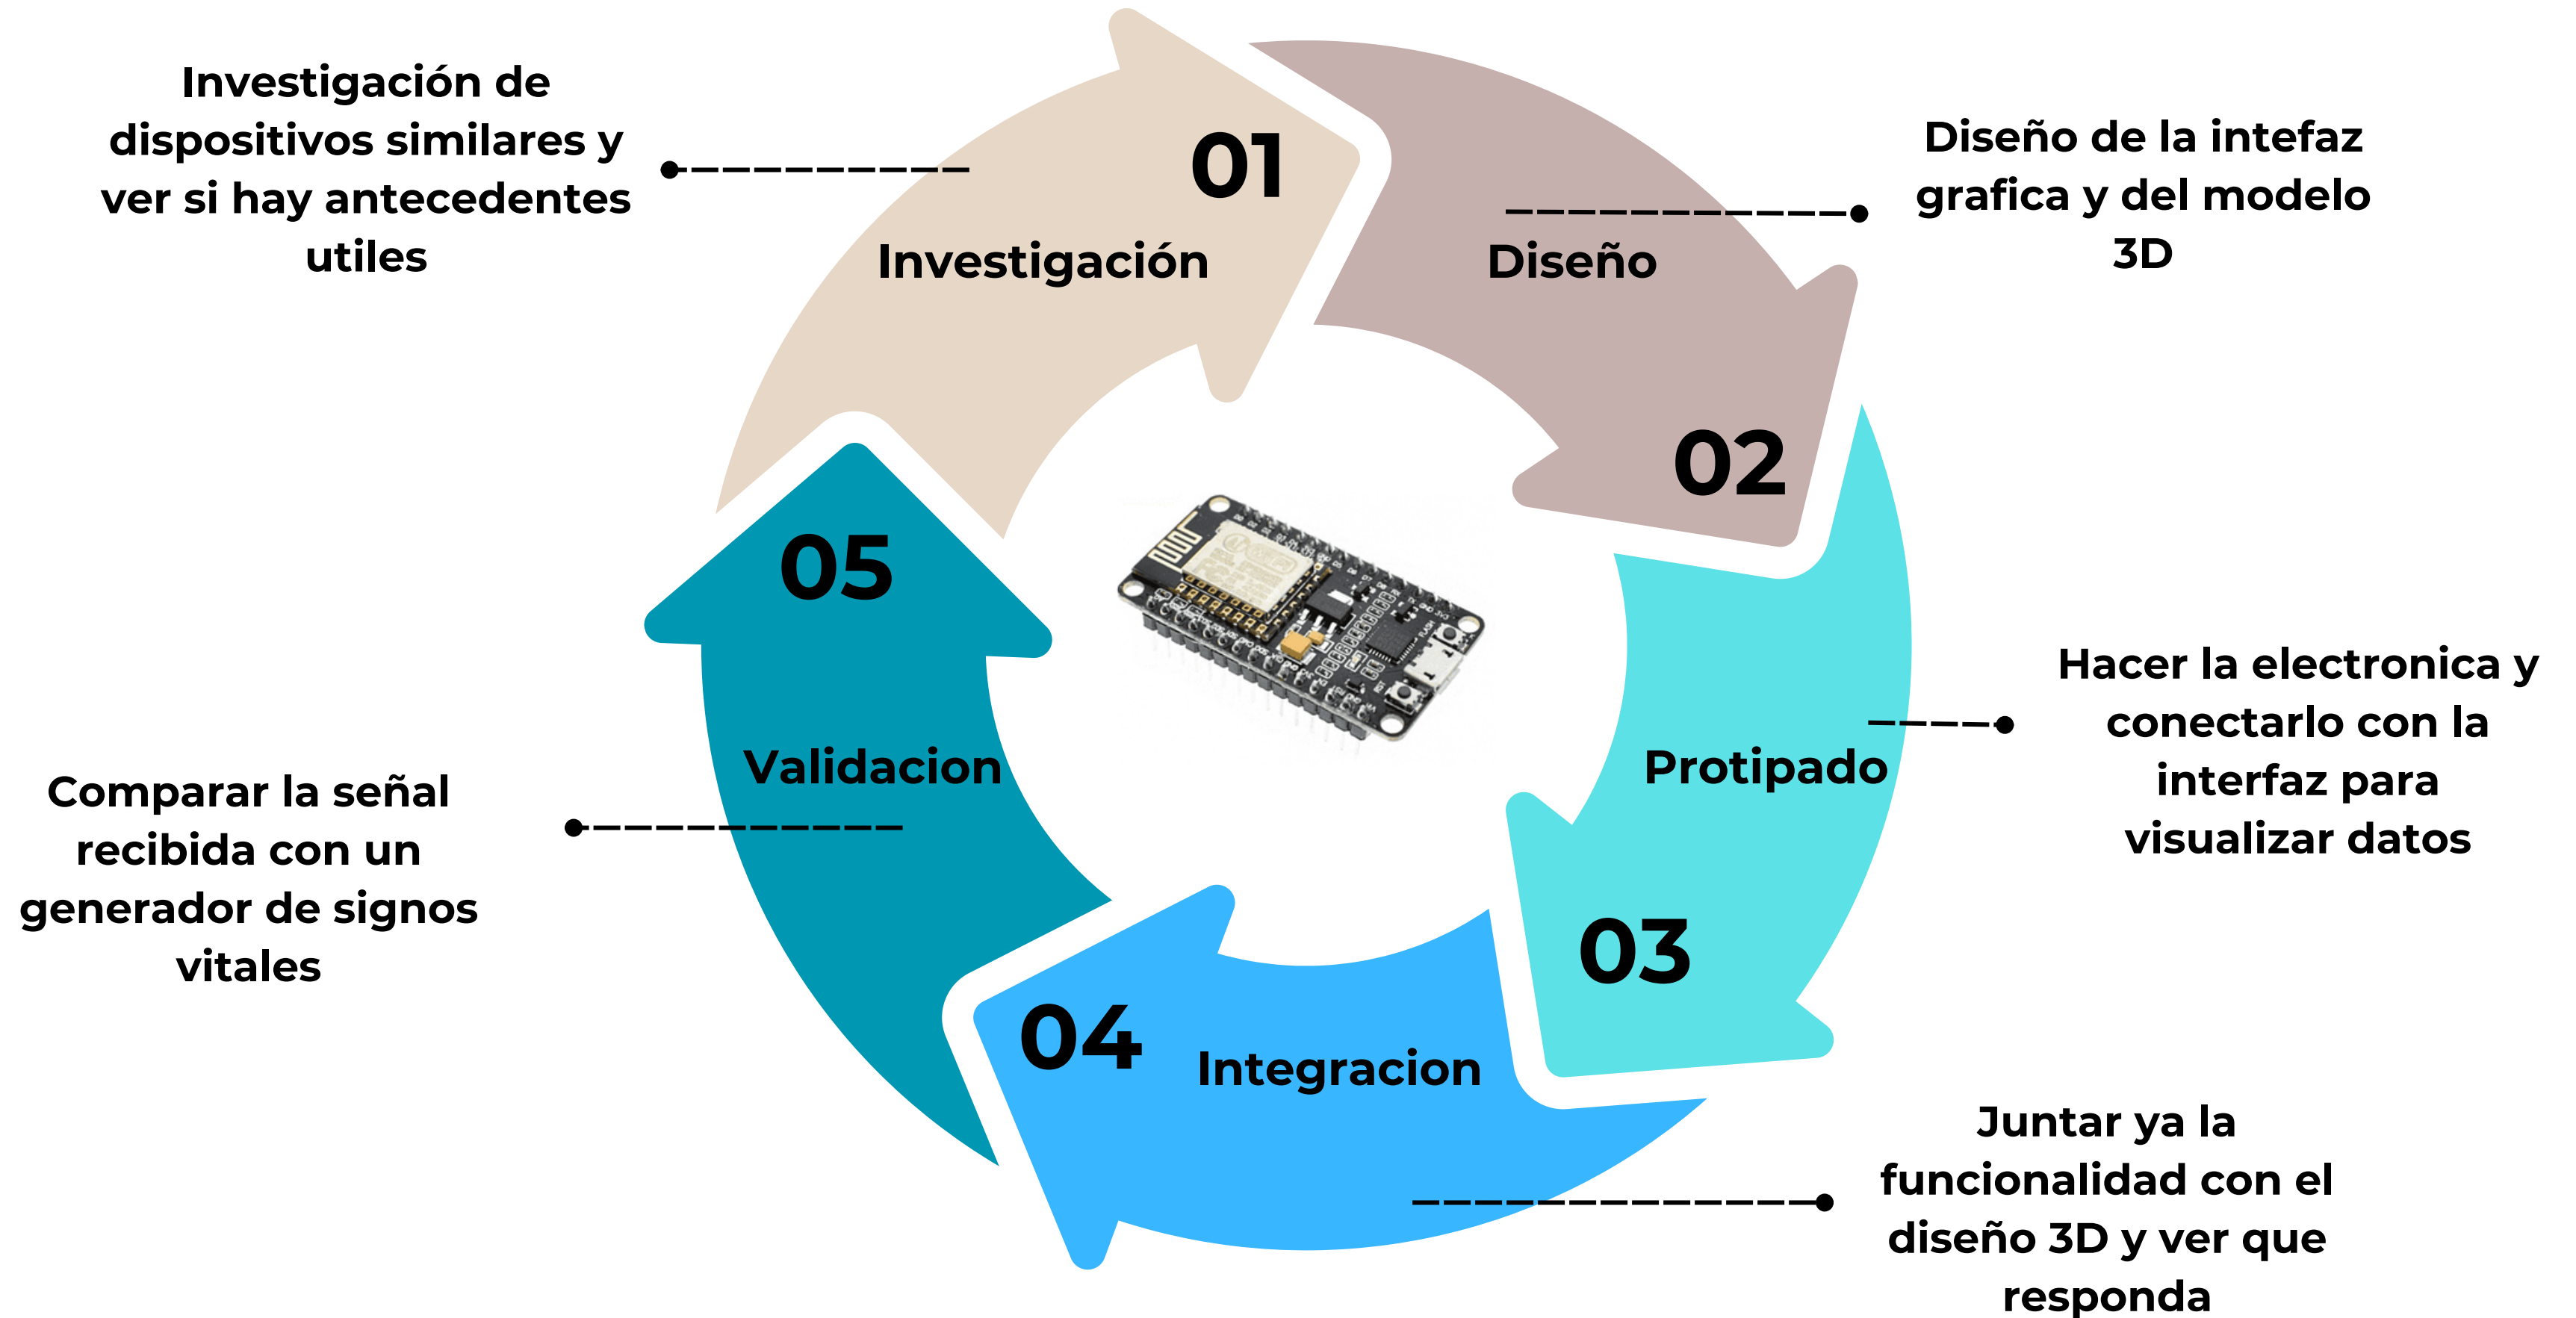 Investigación de
dispositivos similares y
ver si hay antecedentes
utiles
01
Investigación
Diseño de la intefaz
grafica y del modelo
3D
Diseño
02
Hacer la electronica y
conectarlo con la
interfaz para
visualizar datos
Protipado
03
Juntar ya la
funcionalidad con el
diseño 3D y ver que
responda
04
Integracion
Comparar la señal
recibida con un
generador de signos
vitales
05
Validacion